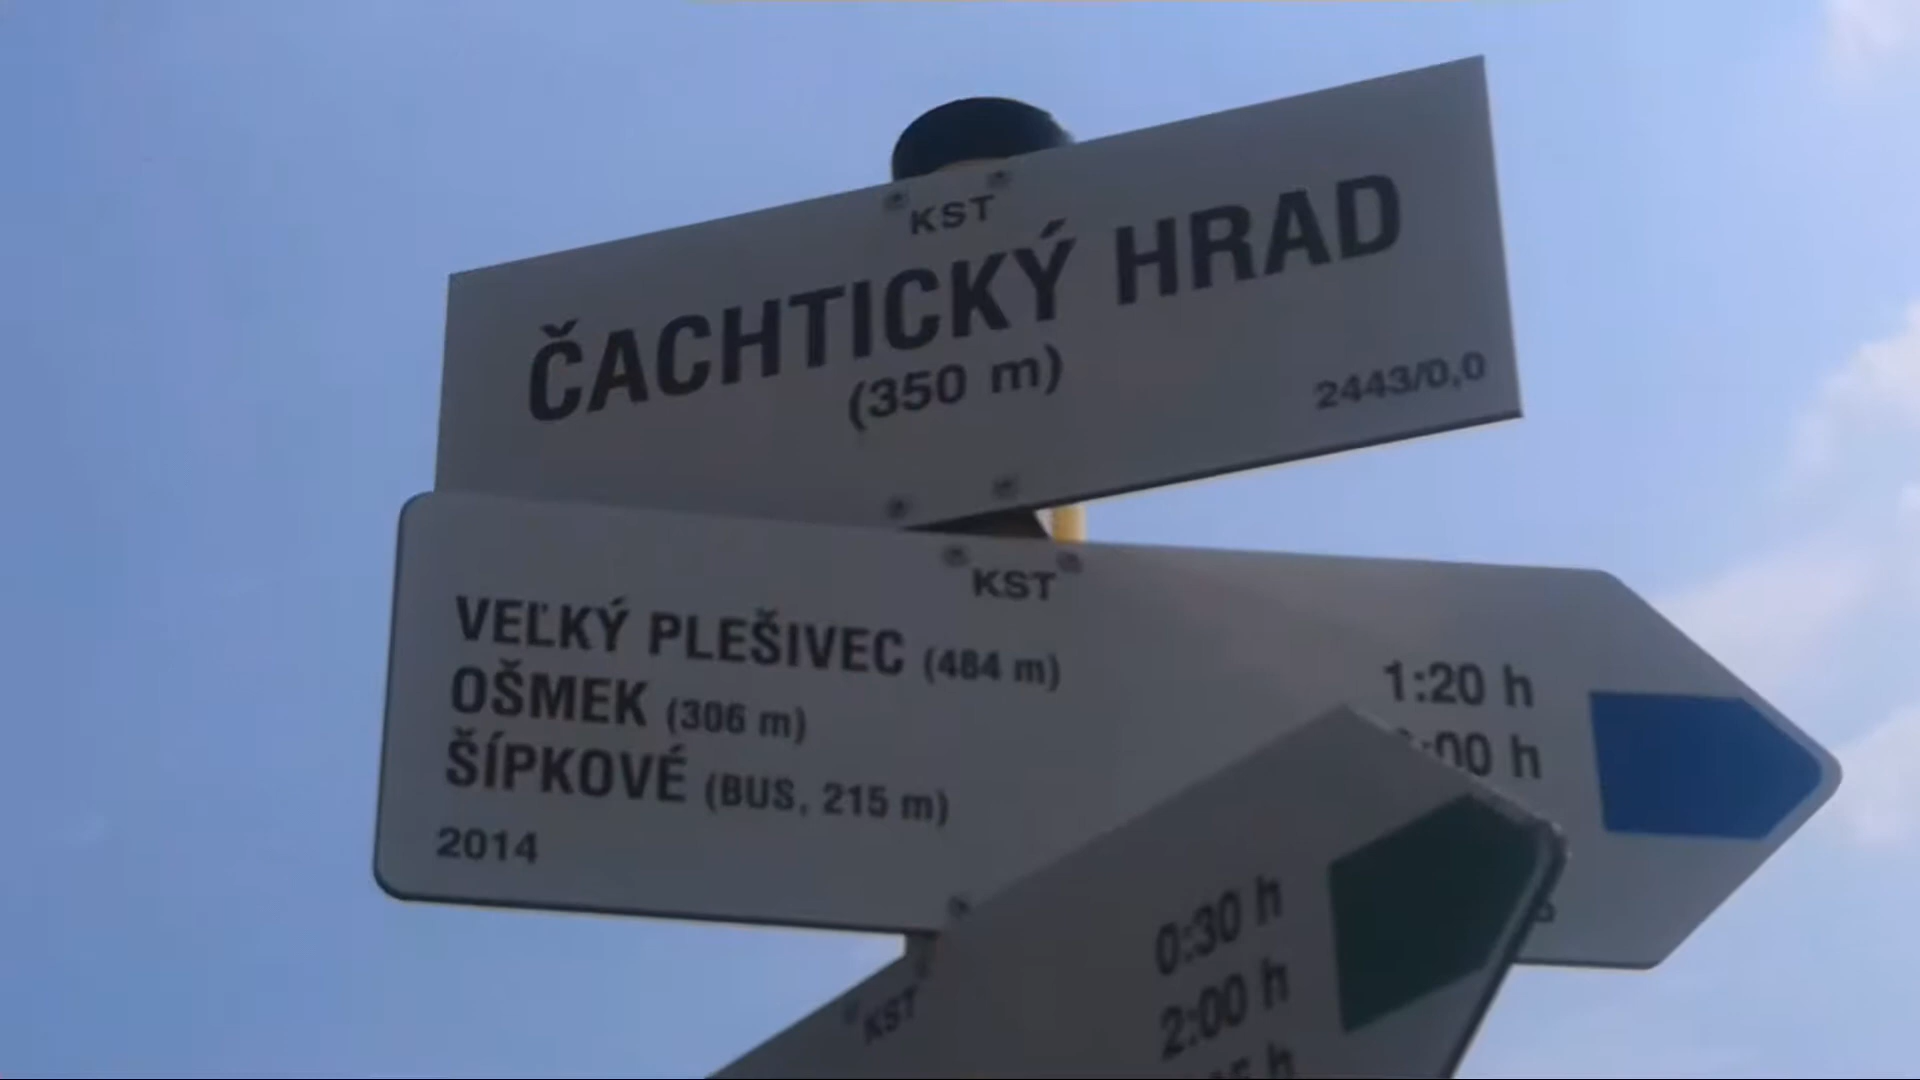 KST
ČACHTICKÝ HRAD
(350 m)
2443/0,0
KST
VEĽKÝ PLEŠIVEC (484 m) 1:20 h
OŠMEK (306 m) h
ŠÍPKOVÉ (BUS, 215 m)
2014
KST
0:30 h
2:00 h
h